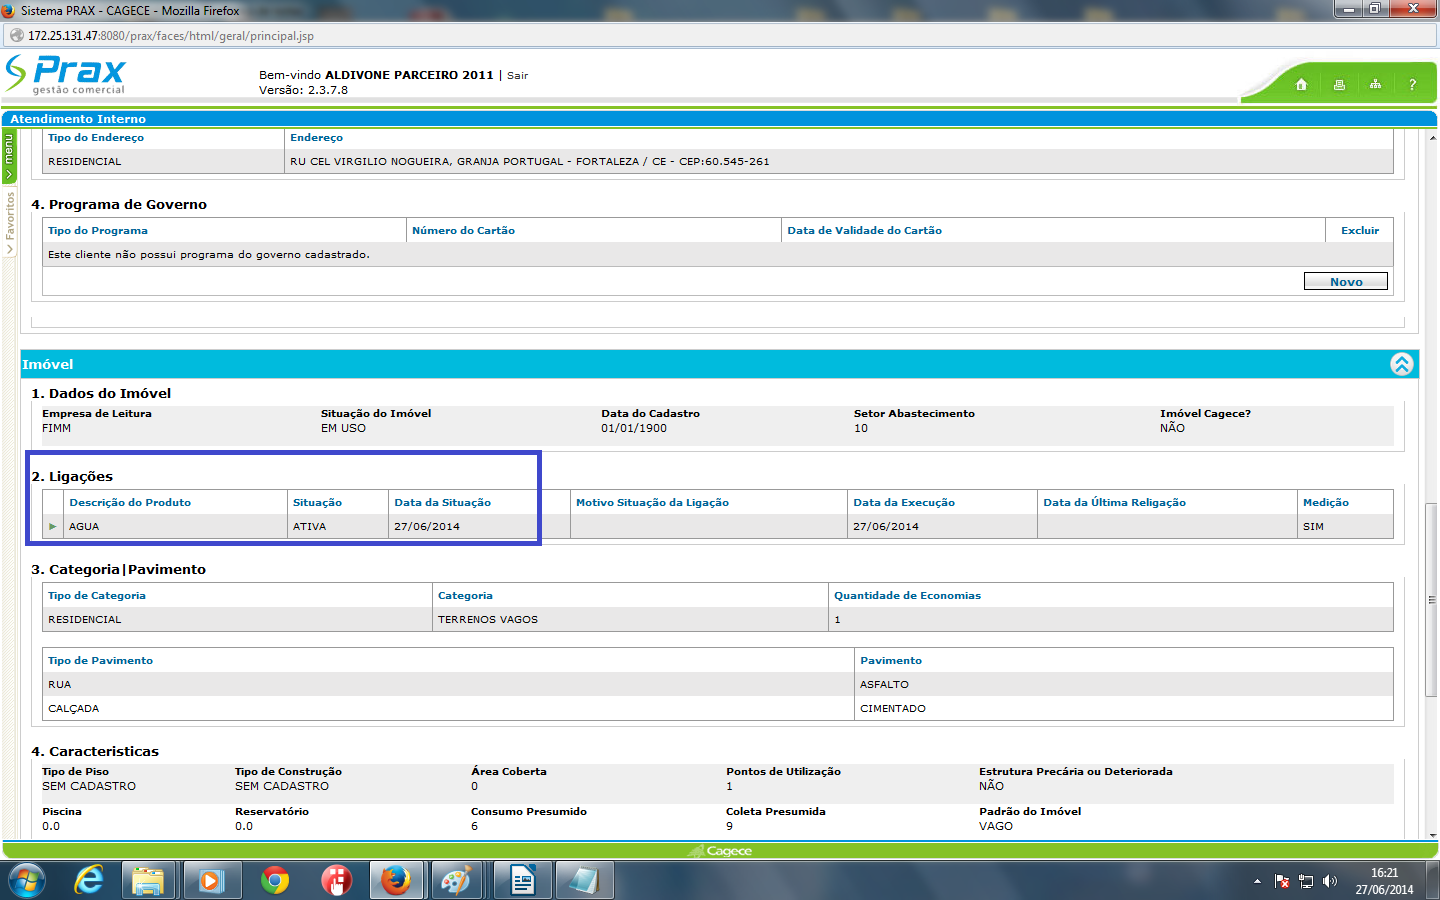 Sistema PRAX - CAGECE - Mozilla Firefox
172.25.131.47:8080/prax/faces/html/geral/principal.jsp
Prax
gestão comercial
Bem-vindo ALDIVONE PARCEIRO 2011 | Sair
Versão: 2.3.7.8
?
Atendimento Interno
menu
Favoritos
Tipo do Endereço Endereço
RESIDENCIAL RU CEL VIRGILIO NOGUEIRA, GRANJA PORTUGAL - FORTALEZA / CE - CEP:60.545-261
4. Programa de Governo
Tipo do Programa Número do Cartão Data de Validade do Cartão Excluir
Este cliente não possui programa do governo cadastrado.
Novo
Imóvel
1. Dados do Imóvel
Empresa de Leitura Situação do Imóvel Data do Cadastro Setor Abastecimento Imóvel Cagece?
FIMM EM USO 01/01/1900 10 NÃO
2. Ligações
Descrição do Produto Situação Data da Situação Motivo Situação da Ligação Data da Execução Data da Última Religação Medição
AGUA ATIVA 27/06/2014 27/06/2014 SIM
3. Categoria|Pavimento
Tipo de Categoria Categoria Quantidade de Economias
RESIDENCIAL TERRENOS VAGOS 1
Tipo de Pavimento Pavimento
RUA ASFALTO
CALÇADA CIMENTADO
4. Caracteristicas
Tipo de Piso Tipo de Construção Área Coberta Pontos de Utilização Estrutura Precária ou Deteriorada
SEM CADASTRO SEM CADASTRO 0 1 NÃO
Piscina Reservatório Consumo Presumido Coleta Presumida Padrão do Imóvel
0.0 0.0 6 9 VAGO
Cagece
16:21
27/06/2014